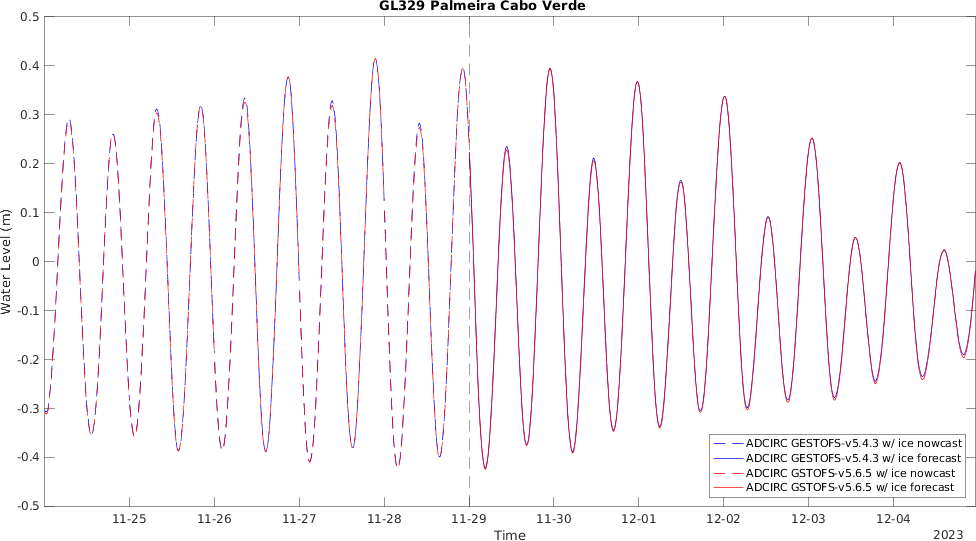 GL329 Palmeira Cabo Verde
0.5
0.4
0.3
0.2
0.1
0
-0.1
-0.2
-0.3
-0.4
-0.5
Water Level (m)
ADCIRC GESTOFS-v5.4.3 w/ ice nowcast
ADCIRC GESTOFS-v5.4.3 w/ ice forecast
ADCIRC GSTOFS-v5.6.5 w/ ice nowcast
ADCIRC GSTOFS-v5.6.5 w/ ice forecast
11-25 11-26 11-27 11-28 11-29 11-30 12-01 12-02 12-03 12-04
Time
2023